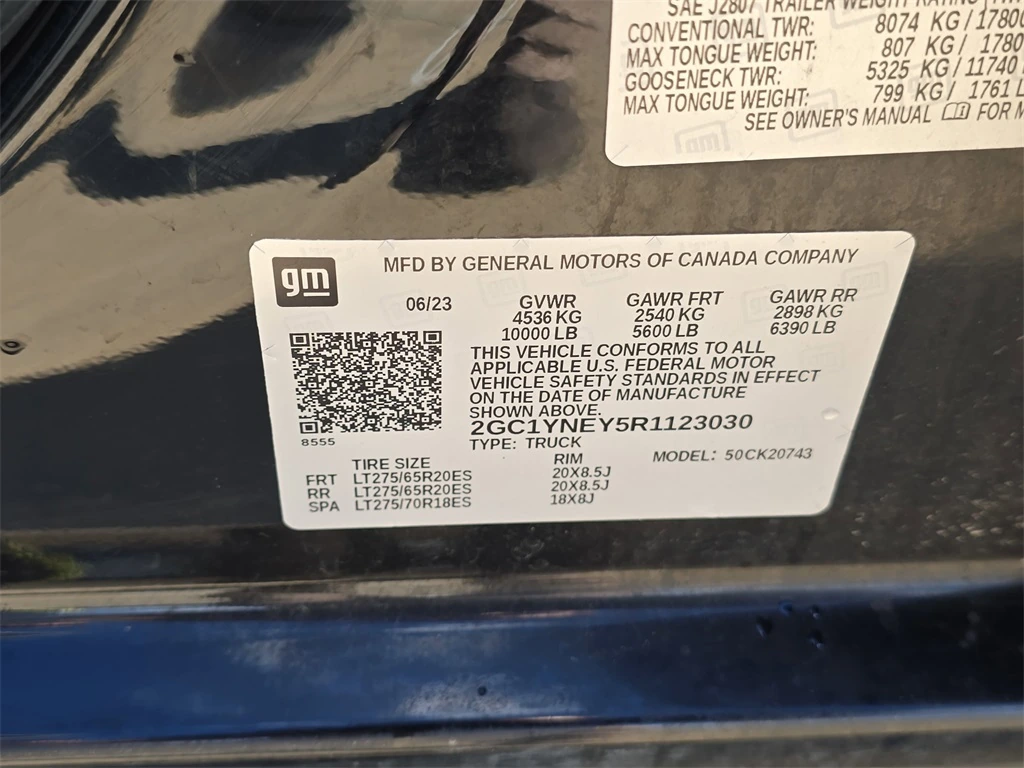 SAE J2807 TRAILER WEIGHT RATING
CONVENTIONAL TWR: 8074 KG/ 17800
MAX TONGUE WEIGHT: 807 KG/ 1780
GOOSENECK TWR: 5325 KG/ 11740
MAX TONGUE WEIGHT: 799 KG/ 1761 L
SEE OWNER'S MANUAL FOR M
gm
MFD BY GENERAL MOTORS OF CANADA COMPANY
06/23 GVWR GAWR FRT GAWR RR
4536 KG 2540 KG 2898 KG
10000 LB 5600 LB 6390 LB
THIS VEHICLE CONFORMS TO ALL
APPLICABLE U.S. FEDERAL MOTOR
VEHICLE SAFETY STANDARDS IN EFFECT
ON THE DATE OF MANUFACTURE
SHOWN ABOVE.
2GC1YNEY5R1123030
8555
TYPE: TRUCK MODEL: 50CK20743
TIRE SIZE RIM
FRT LT275/65R20ES 20X8.5J
RR LT275/65R20ES 20X8.5J
SPA LT275/70R18ES 18X8J